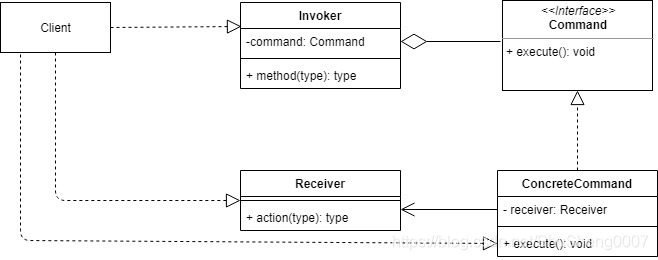 Client
Invoker
-command: Command
+ method(type): type
<<Interface>>
Command
+ execute(): void
Receiver
+ action(type): type
ConcreteCommand
- receiver: Receiver
+ execute(): void